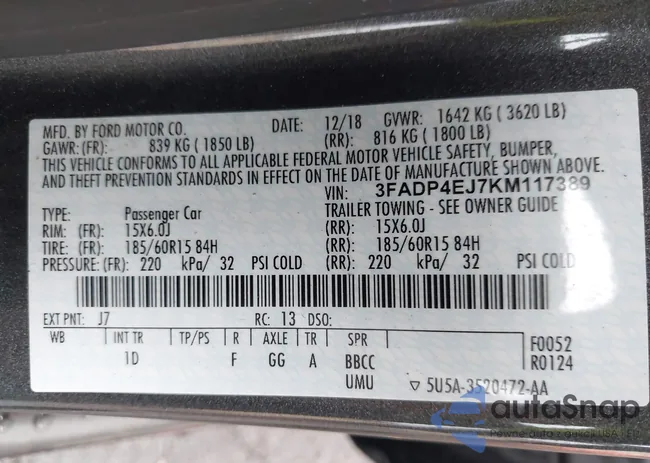 MFD. BY FORD MOTOR CO. DATE: 12/18 GVWR: 1642 KG ( 3620 LB)
GAWR: (FR): 839 KG ( 1850 LB) (RR): 816 KG ( 1800 LB)
THIS VEHICLE CONFORMS TO ALL APPLICABLE FEDERAL MOTOR VEHICLE SAFETY, BUMPER,
AND THEFT PREVENTION STANDARDS IN EFFECT ON THE DATE OF MANUFACTURE SHOWN ABOVE.
VIN: 3FADP4EJ7KM117389
TYPE: Passenger Car TRAILER TOWING - SEE OWNER GUIDE
RIM: (FR): 15X6.0J (RR): 15X6.0J
TIRE: (FR): 185/60R15 84H (RR): 185/60R15 84H
PRESSURE: (FR): 220 kPa/ 32 PSI COLD (RR): 220 kPa/ 32 PSI COLD
EXT PNT: J7 RC: 13 DSO:
WB INT TR TP/PS R AXLE TR SPR F0052
1D F GG A BBCC R0124
UMU ▽ 5U5A-3520472-AA
autaSnap
Pewne auto z aukcji USA